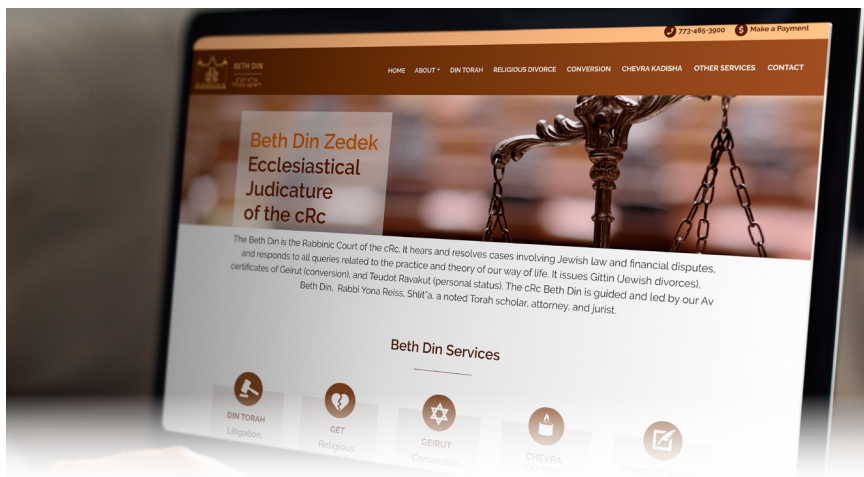 773-465-3900 Make a Payment
BETH DIN
HOME ABOUT DIN TORAH RELIGIOUS DIVORCE CONVERSION CHEVRA KADISHA OTHER SERVICES CONTACT
Beth Din Zedek
Ecclesiastical
Judicature
of the cRc
The Beth Din is the Rabbinic Court of the cRc. It hears and resolves cases involving Jewish law and financial disputes,
and responds to all queries related to the practice and theory of our way of life. It issues Gittin (Jewish divorces),
certificates of Geirut (conversion), and Teudot Ravakut (personal status). The cRc Beth Din is guided and led by our Av
Beth Din, Rabbi Yona Reiss, Shlit"a, a noted Torah scholar, attorney, and jurist.
Beth Din Services
DIN TORAH
Litigation,
GET
Religious
GEIRUT
Conversion
CHEVRA
KADISHA
OTHER